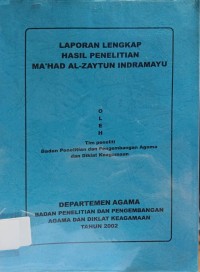 LAPORAN LENGKAP
HASIL PENELITIAN
MA'HAD AL-ZAYTUN INDRAMAYU
O
L
E
H
Tim peneliti
Badan Penelitian dan Pengembangan Agama
dan Diklat Keagamaan
DEPARTEMEN AGAMA
BADAN PENELITIAN DAN PENGEMBANGAN
AGAMA DAN DIKLAT KEAGAMAAN
TAHUN 2002